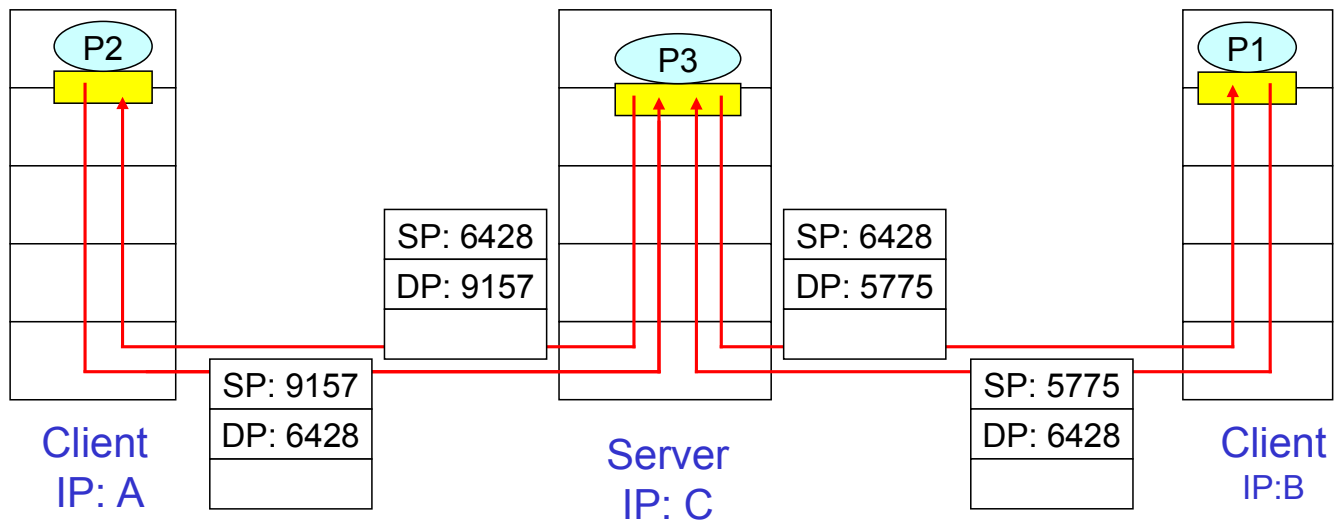 P2
P3
P1
SP: 6428
DP: 9157
SP: 6428
DP: 5775
SP: 9157
DP: 6428
SP: 5775
DP: 6428
Client
IP: A
Server
IP: C
Client
IP:B